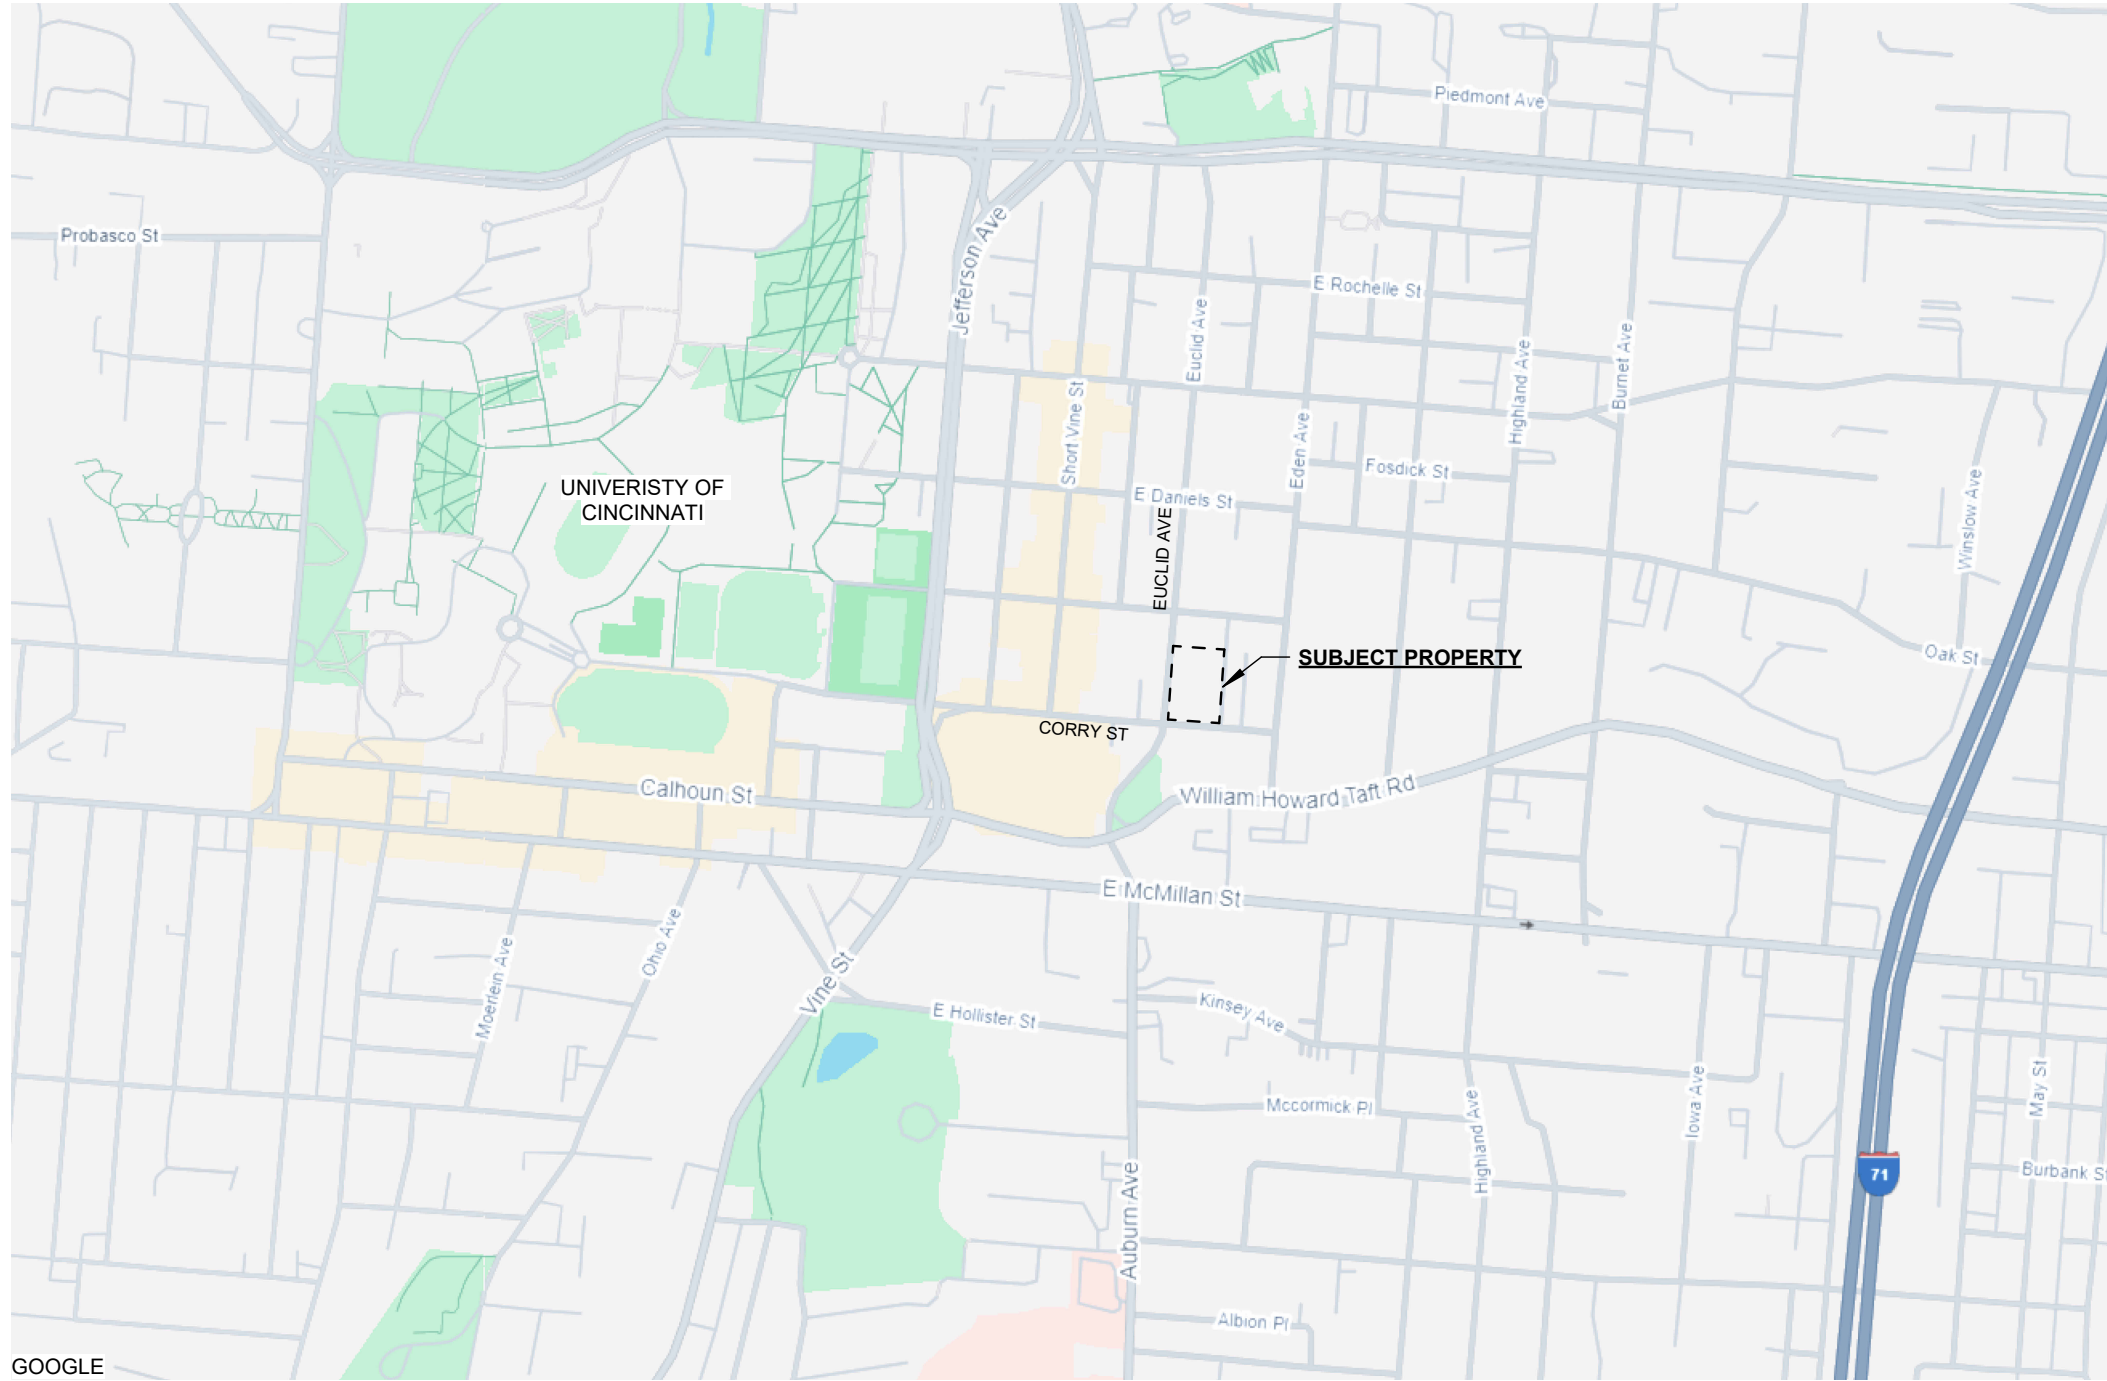 Piedmont Ave
Probasco St
Jefferson Ave
E Rochelle St
Euclid Ave
Highland Ave
Burnet Ave
Short Vine St
Eden Ave
Fosdick St
UNIVERISTY OF
CINCINNATI
E Daniels St
EUCLID AVE
Winslow Ave
SUBJECT PROPERTY
Oak St
CORRY ST
Calhoun St
William Howard Taft Rd
E McMillan St
Ohio Ave
Moerlein Ave
Vine St
E Hollister St
Kinsey Ave
Mccormick Pl
Highland Ave
Iowa Ave
May St
71
Burbank S
Auburn Ave
Albion Pl
GOOGLE